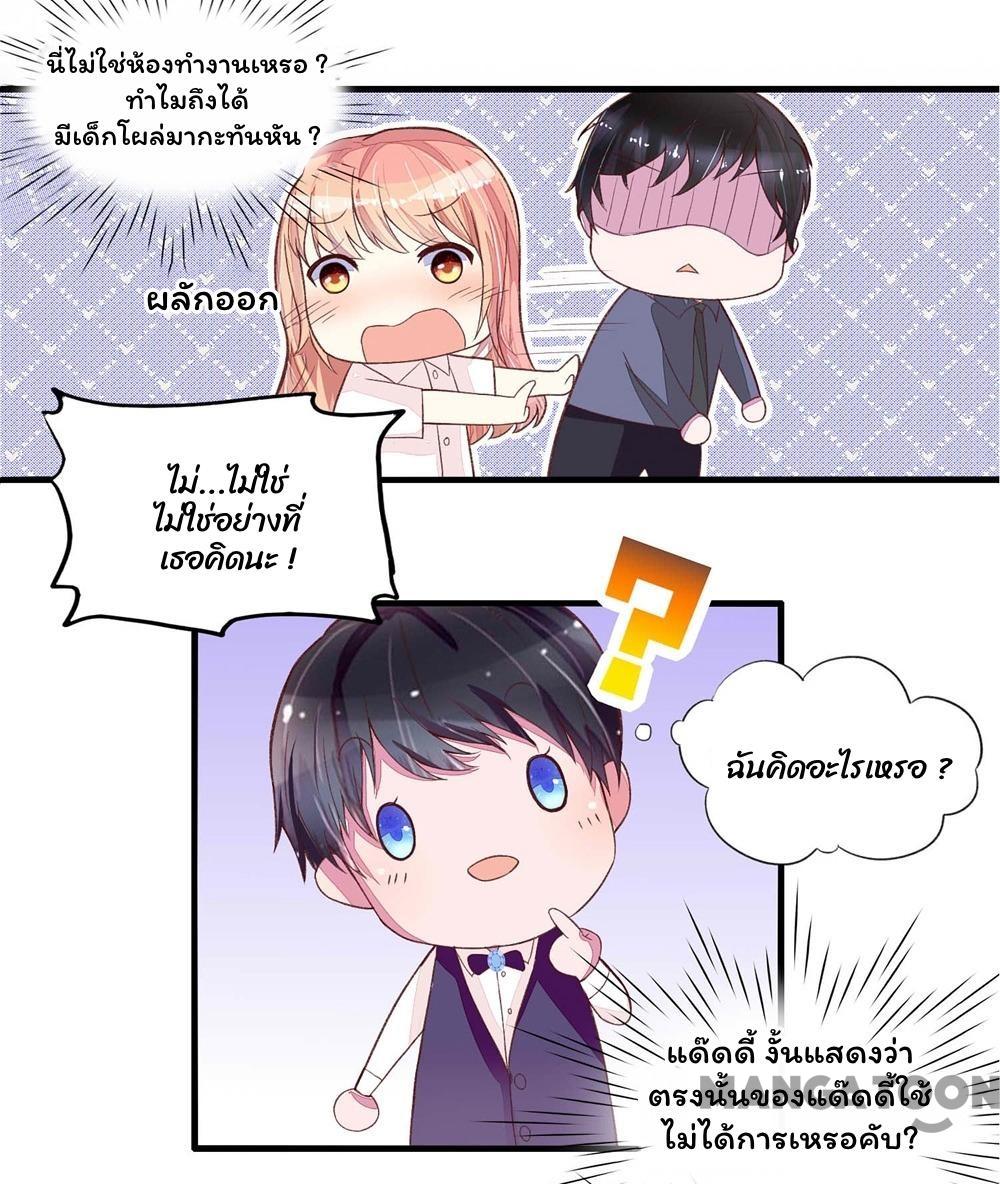 นี่ไม่ใช่ห้องทำงานเหรอ ?
ทำไมถึงได้
มีเด็กโผล่มากะทันหัน ?
ผลักออก
ไม่...ไม่ใช่
ไม่ใช่อย่างที่
เธอคิดนะ !
?
ฉันคิดอะไรเหรอ ?
แด๊ดดี้ งั้นแสดงว่า
ตรงนั้นของแด๊ดดี้ใช้
ไม่ได้การเหรอคับ?
MANGATOON